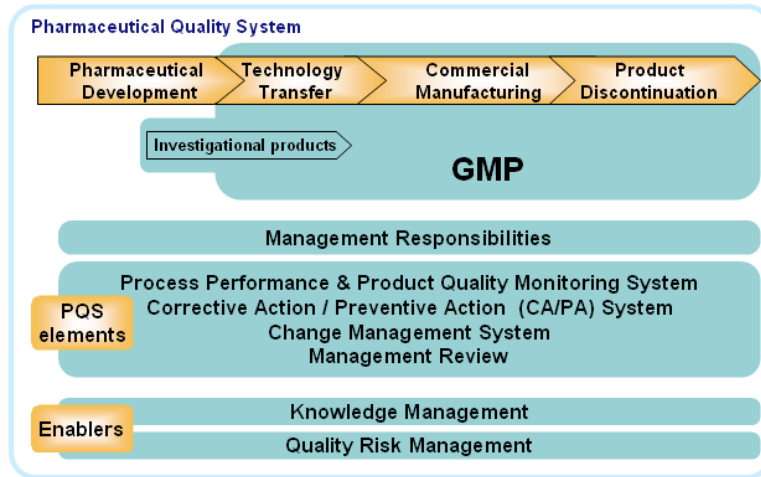 Pharmaceutical Quality System
Pharmaceutical
Development
Technology
Transfer
Commercial
Manufacturing
Product
Discontinuation
Investigational products
GMP
Management Responsibilities
PQS
elements
Process Performance & Product Quality Monitoring System
Corrective Action / Preventive Action (CA/PA) System
Change Management System
Management Review
Enablers
Knowledge Management
Quality Risk Management